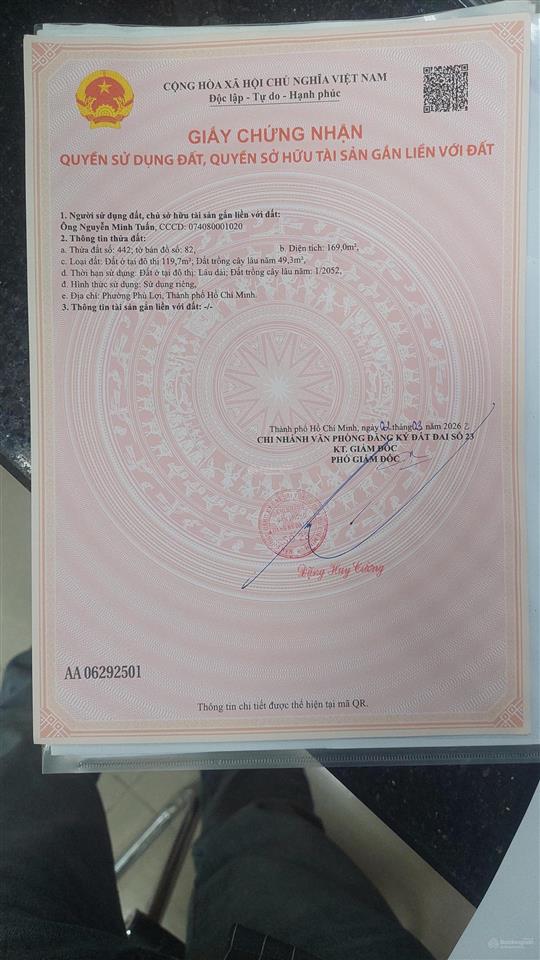 CỘNG HÒA XÃ HỘI CHỦ NGHĨA VIỆT NAM
Độc lập - Tự do - Hạnh phúc
GIẤY CHỨNG NHẬN
QUYỀN SỬ DỤNG ĐẤT, QUYỀN SỞ HỮU TÀI SẢN GẮN LIỀN VỚI ĐẤT
1. Người sử dụng đất, chủ sở hữu tài sản gắn liền với đất:
Ông Nguyễn Minh Tuấn, CCCD: 074080001020
2. Thông tin thửa đất:
a. Thửa đất số: 442; tờ bản đồ số: 82, b. Diện tích: 169,0m²,
c. Loại đất: Đất ở tại đô thị 119,7m²; Đất trồng cây lâu năm 49,3m²,
d. Thời hạn sử dụng: Đất ở tại đô thị: Lâu dài; Đất trồng cây lâu năm: 1/2052,
đ. Hình thức sử dụng: Sử dụng riêng,
e. Địa chỉ: Phường Phú Lợi, Thành phố Hồ Chí Minh.
3. Thông tin tài sản gắn liền với đất: -/-
Thành phố Hồ Chí Minh, ngày 02 tháng 03 năm 2026
CHI NHÁNH VĂN PHÒNG ĐĂNG KÝ ĐẤT ĐAI SỐ 23
KT. GIÁM ĐỐC
PHÓ GIÁM ĐỐC
Đặng Huy Cường
AA 06292501
Thông tin chi tiết được thể hiện tại mã QR.